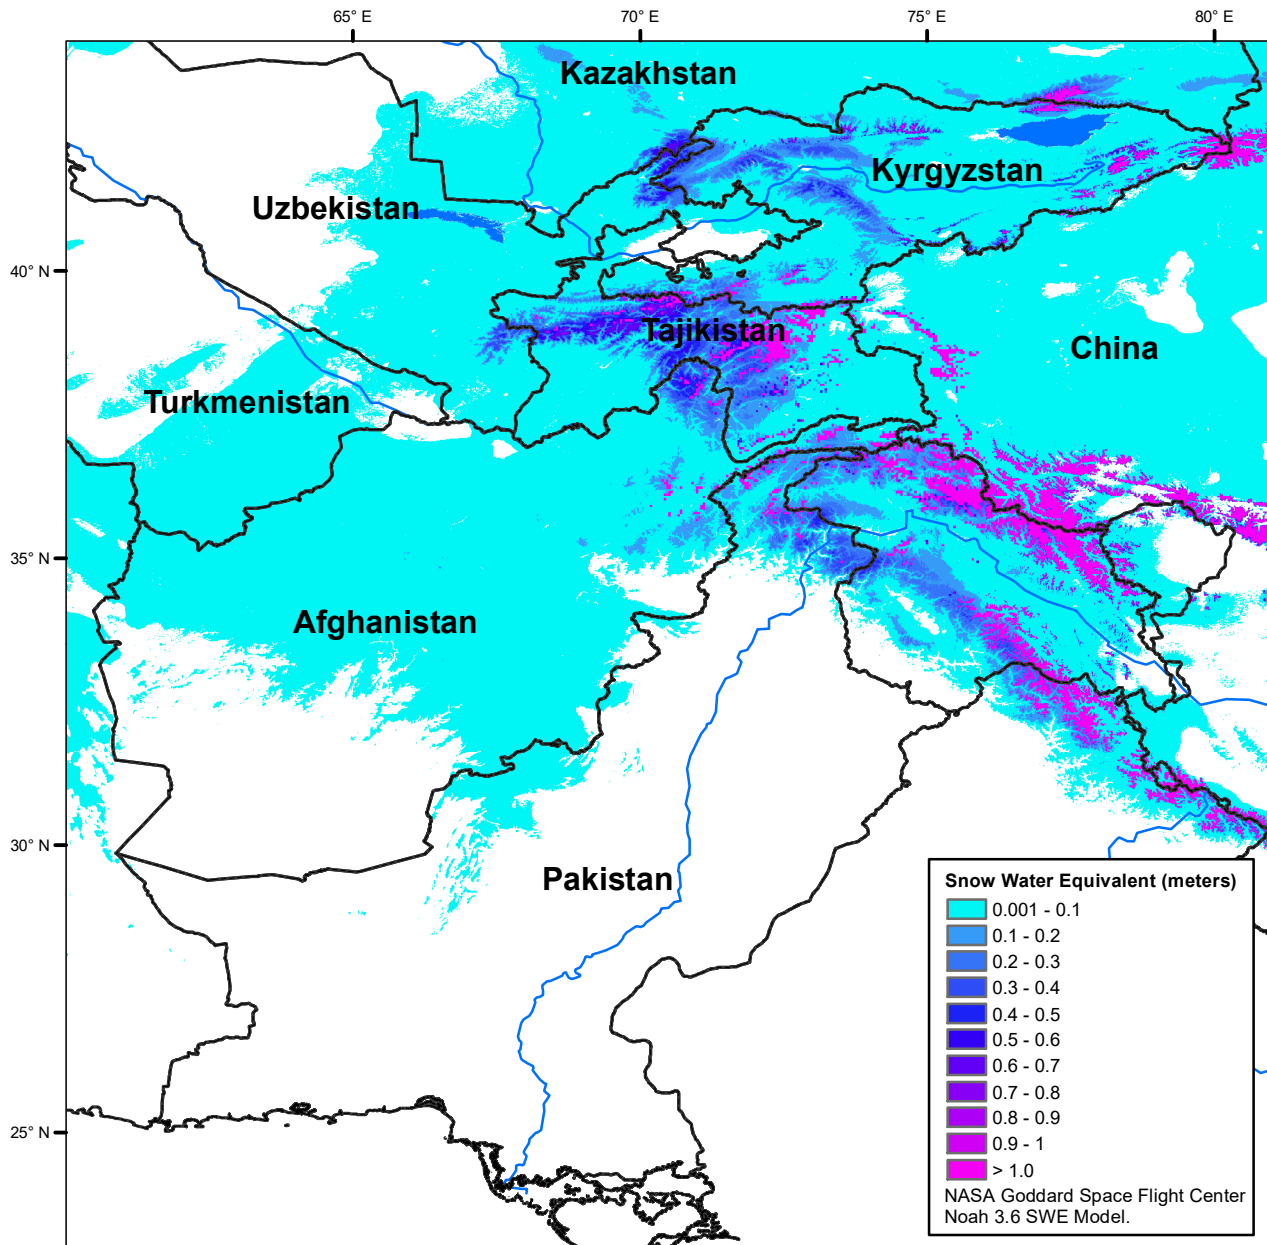 65° E
70° E
75° E
80° E
Kazakhstan
Kyrgyzstan
Uzbekistan
40° N
Tajikistan
China
Turkmenistan
35° N
Afghanistan
30° N
Pakistan
25° N
Snow Water Equivalent (meters)
0.001 - 0.1
0.1 - 0.2
0.2 - 0.3
0.3 - 0.4
0.4 - 0.5
0.5 - 0.6
0.6 - 0.7
0.7 - 0.8
0.8 - 0.9
0.9 - 1
> 1.0
NASA Goddard Space Flight Center
Noah 3.6 SWE Model.